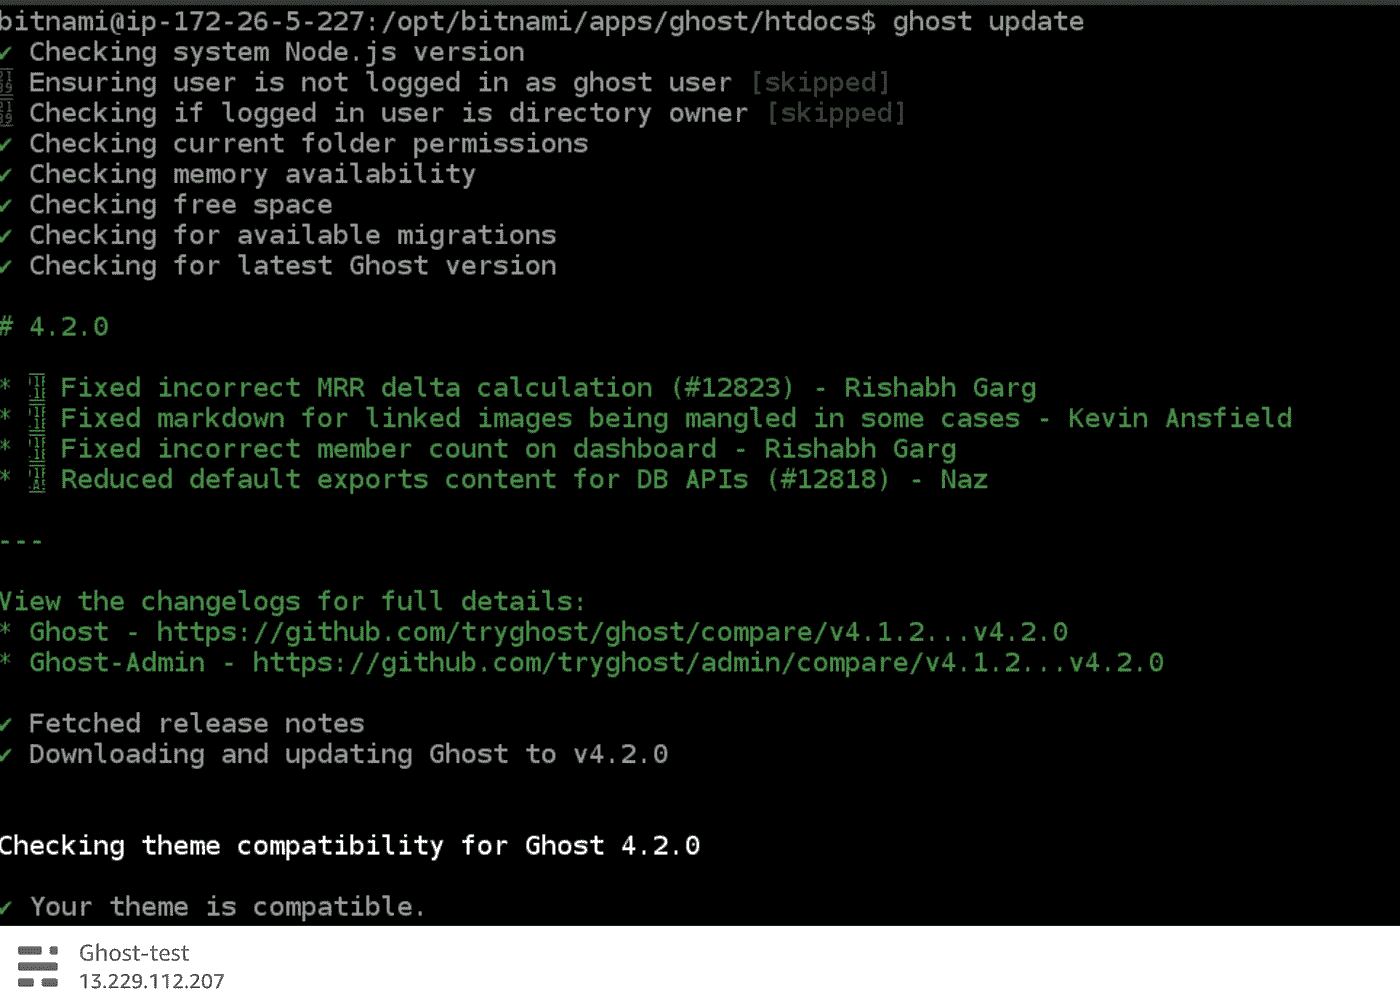 bitnami@ip-172-26-5-227:/opt/bitnami/apps/ghost/htdocs$ ghost update
✔ Checking system Node.js version
Ensuring user is not logged in as ghost user [skipped]
Checking if logged in user is directory owner [skipped]
✔ Checking current folder permissions
✔ Checking memory availability
✔ Checking free space
✔ Checking for available migrations
✔ Checking for latest Ghost version
# 4.2.0
* Fixed incorrect MRR delta calculation (#12823) - Rishabh Garg
* Fixed markdown for linked images being mangled in some cases - Kevin Ansfield
* Fixed incorrect member count on dashboard - Rishabh Garg
* Reduced default exports content for DB APIs (#12818) - Naz
---
View the changelogs for full details:
* Ghost - https://github.com/tryghost/ghost/compare/v4.1.2...v4.2.0
* Ghost-Admin - https://github.com/tryghost/admin/compare/v4.1.2...v4.2.0
✔ Fetched release notes
✔ Downloading and updating Ghost to v4.2.0
Checking theme compatibility for Ghost 4.2.0
✔ Your theme is compatible.
Ghost-test
13.229.112.207